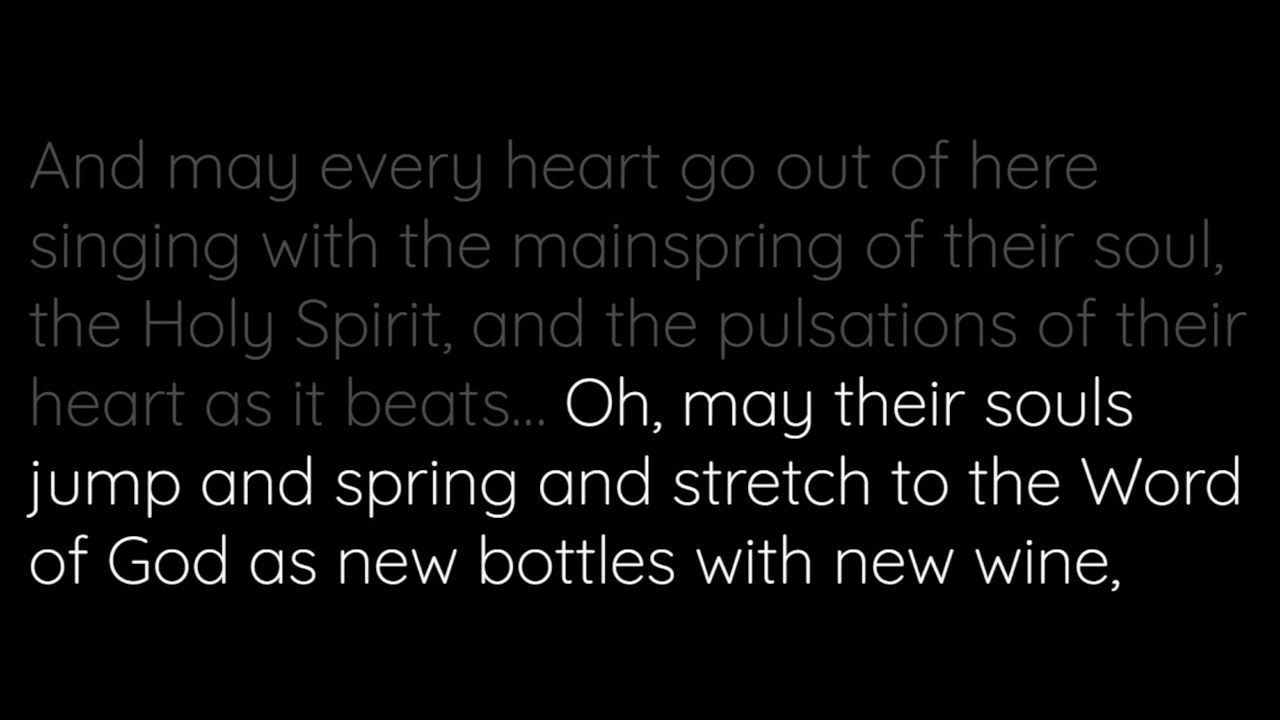 And may every heart go out of here
singing with the mainspring of their soul,
the Holy Spirit, and the pulsations of their
heart as it beats... Oh, may their souls
jump and spring and stretch to the Word
of God as new bottles with new wine,